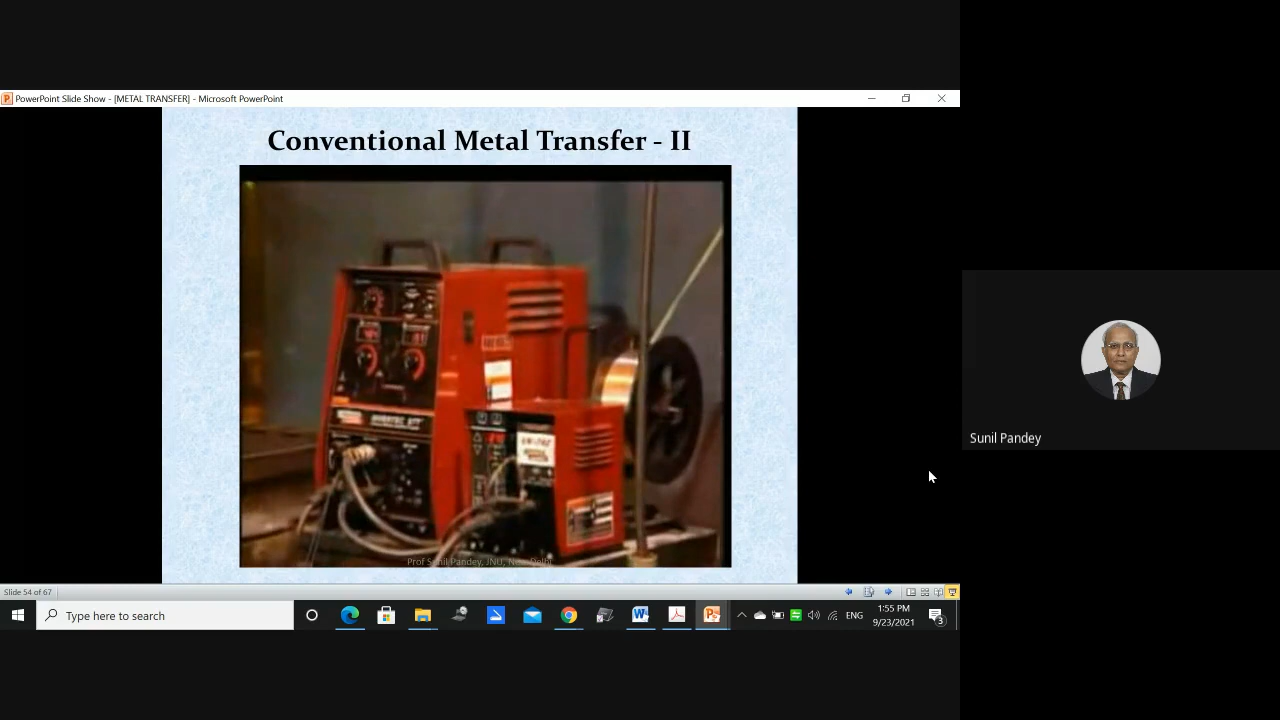 PowerPoint Slide Show - [METAL TRANSFER] - Microsoft PowerPoint
Conventional Metal Transfer - II
Prof Sunil Pandey, JNU, New Delhi
Sunil Pandey
Slide 54 of 67
Type here to search
ENG
1:55 PM
9/23/2021
3